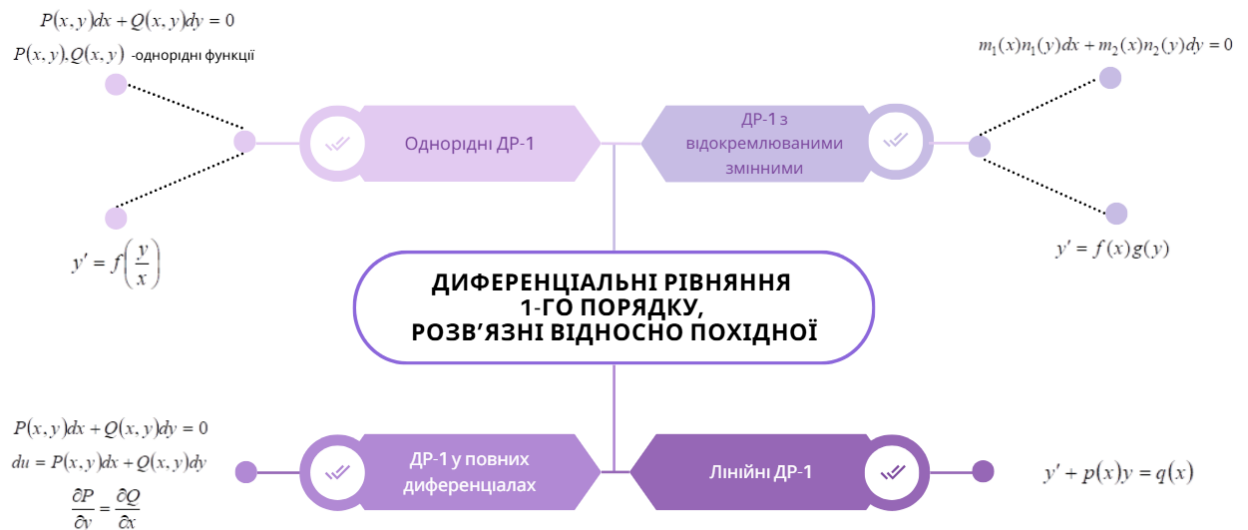 P(x, y)dx + Q(x, y)dy = 0
P(x, y), Q(x, y) -однорідні функції
y′ = f(y/x)
Однорідні ДР-1
ДР-1 з
відокремлюваними
змінними
m₁(x)n₁(y)dx + m₂(x)n₂(y)dy = 0
y′ = f(x)g(y)
ДИФЕРЕНЦІАЛЬНІ РІВНЯННЯ
1-ГО ПОРЯДКУ,
РОЗВ’ЯЗНІ ВІДНОСНО ПОХІДНОЇ
P(x, y)dx + Q(x, y)dy = 0
du = P(x, y)dx + Q(x, y)dy
∂P/∂y = ∂Q/∂x
ДР-1 у повних
диференціалах
Лінійні ДР-1
y′ + p(x)y = q(x)